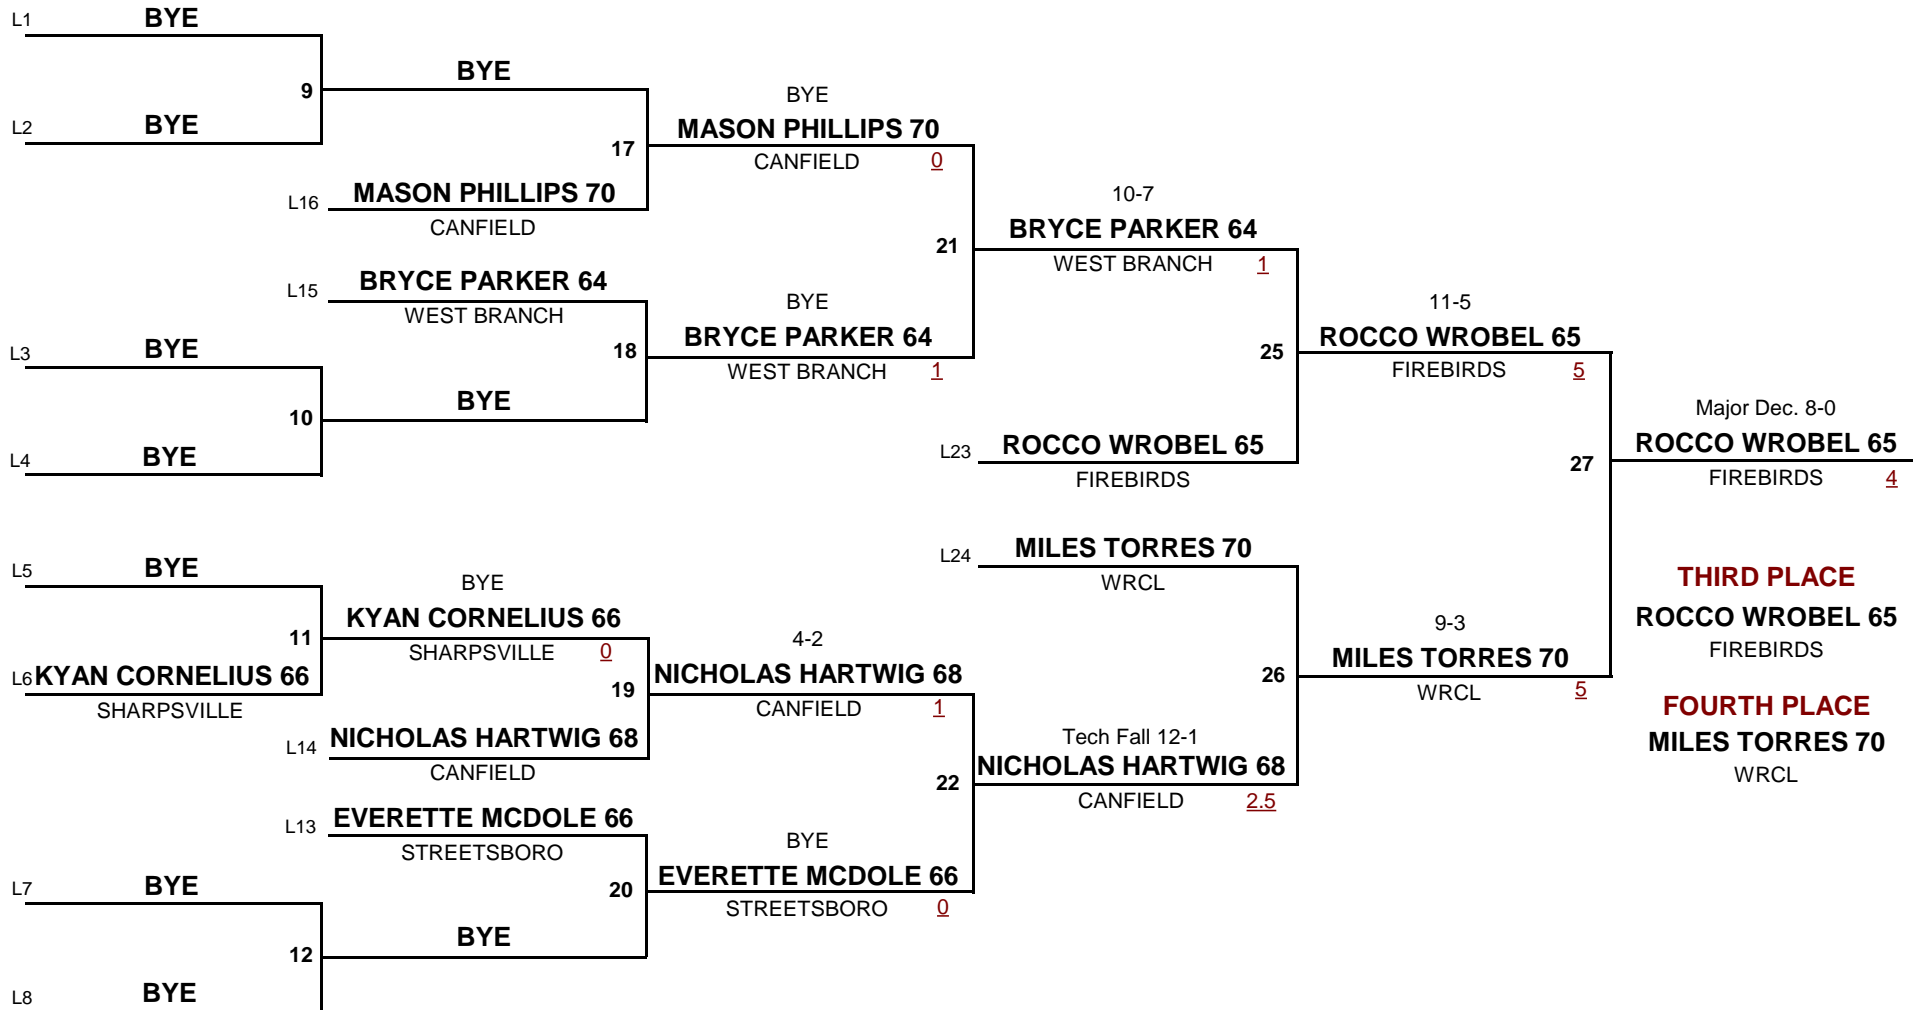 L1 BYE
9
BYE
L2 BYE
17
BYE
MASON PHILLIPS 70
CANFIELD 0
L16 MASON PHILLIPS 70
CANFIELD
21
10-7
BRYCE PARKER 64
WEST BRANCH 1
L15 BRYCE PARKER 64
WEST BRANCH
18
BYE
BRYCE PARKER 64
WEST BRANCH 1
L3 BYE
10
BYE
L4 BYE
25
11-5
ROCCO WROBEL 65
FIREBIRDS 5
L23 ROCCO WROBEL 65
FIREBIRDS
27
Major Dec. 8-0
ROCCO WROBEL 65
FIREBIRDS 4
L5 BYE
11
BYE
KYAN CORNELIUS 66
SHARPSVILLE 0
L6 KYAN CORNELIUS 66
SHARPSVILLE
19
4-2
NICHOLAS HARTWIG 68
CANFIELD 1
L14 NICHOLAS HARTWIG 68
CANFIELD
L24 MILES TORRES 70
WRCL
26
9-3
MILES TORRES 70
WRCL 5
22
Tech Fall 12-1
NICHOLAS HARTWIG 68
CANFIELD 2.5
L13 EVERETTE MCDOLE 66
STREETSBORO
20
BYE
EVERETTE MCDOLE 66
STREETSBORO 0
L7 BYE
12
BYE
L8 BYE
THIRD PLACE
ROCCO WROBEL 65
FIREBIRDS
FOURTH PLACE
MILES TORRES 70
WRCL